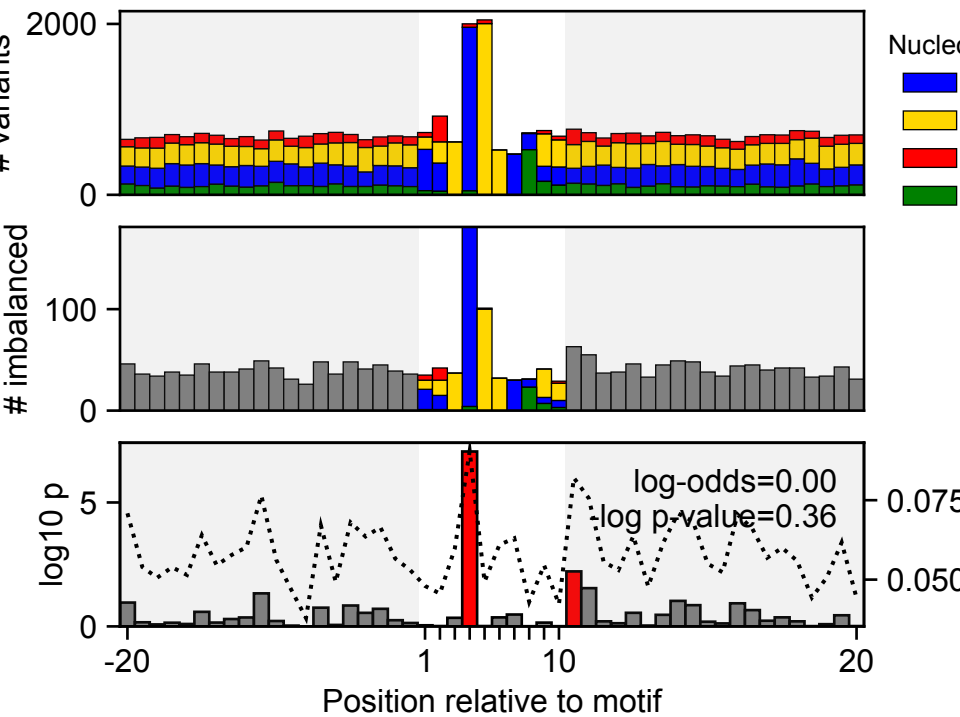 2000
0
# variants
Nucleo
100
0
# imbalanced
log-odds=0.00
-log p-value=0.36
5
0
log10 p
0.075
0.050
-20
1
10
20
Position relative to motif